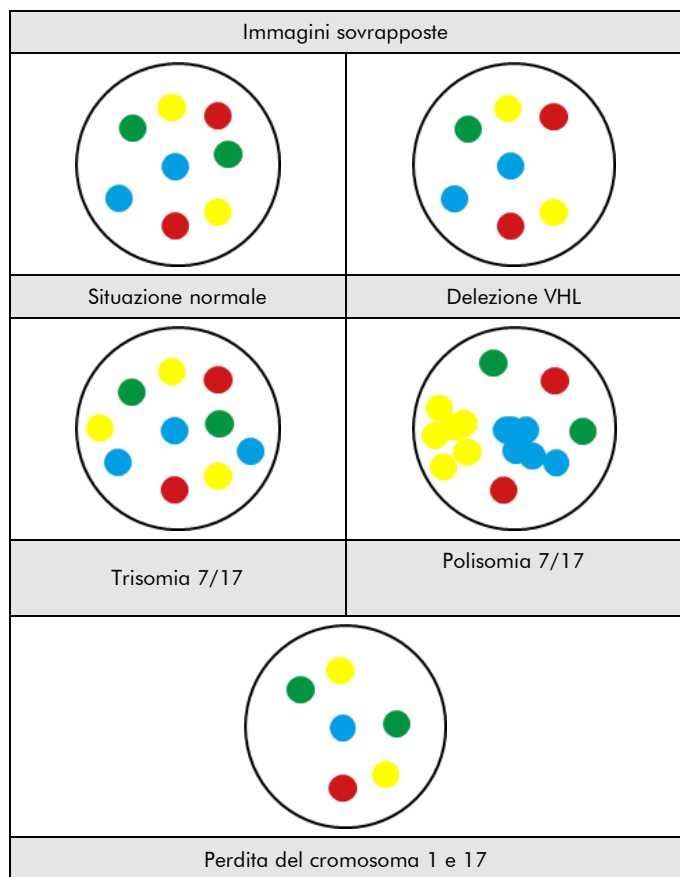 Immagini sovrapposte
Situazione normale
Delezione VHL
Trisomia 7/17
Polisomia 7/17
Perdita del cromosoma 1 e 17